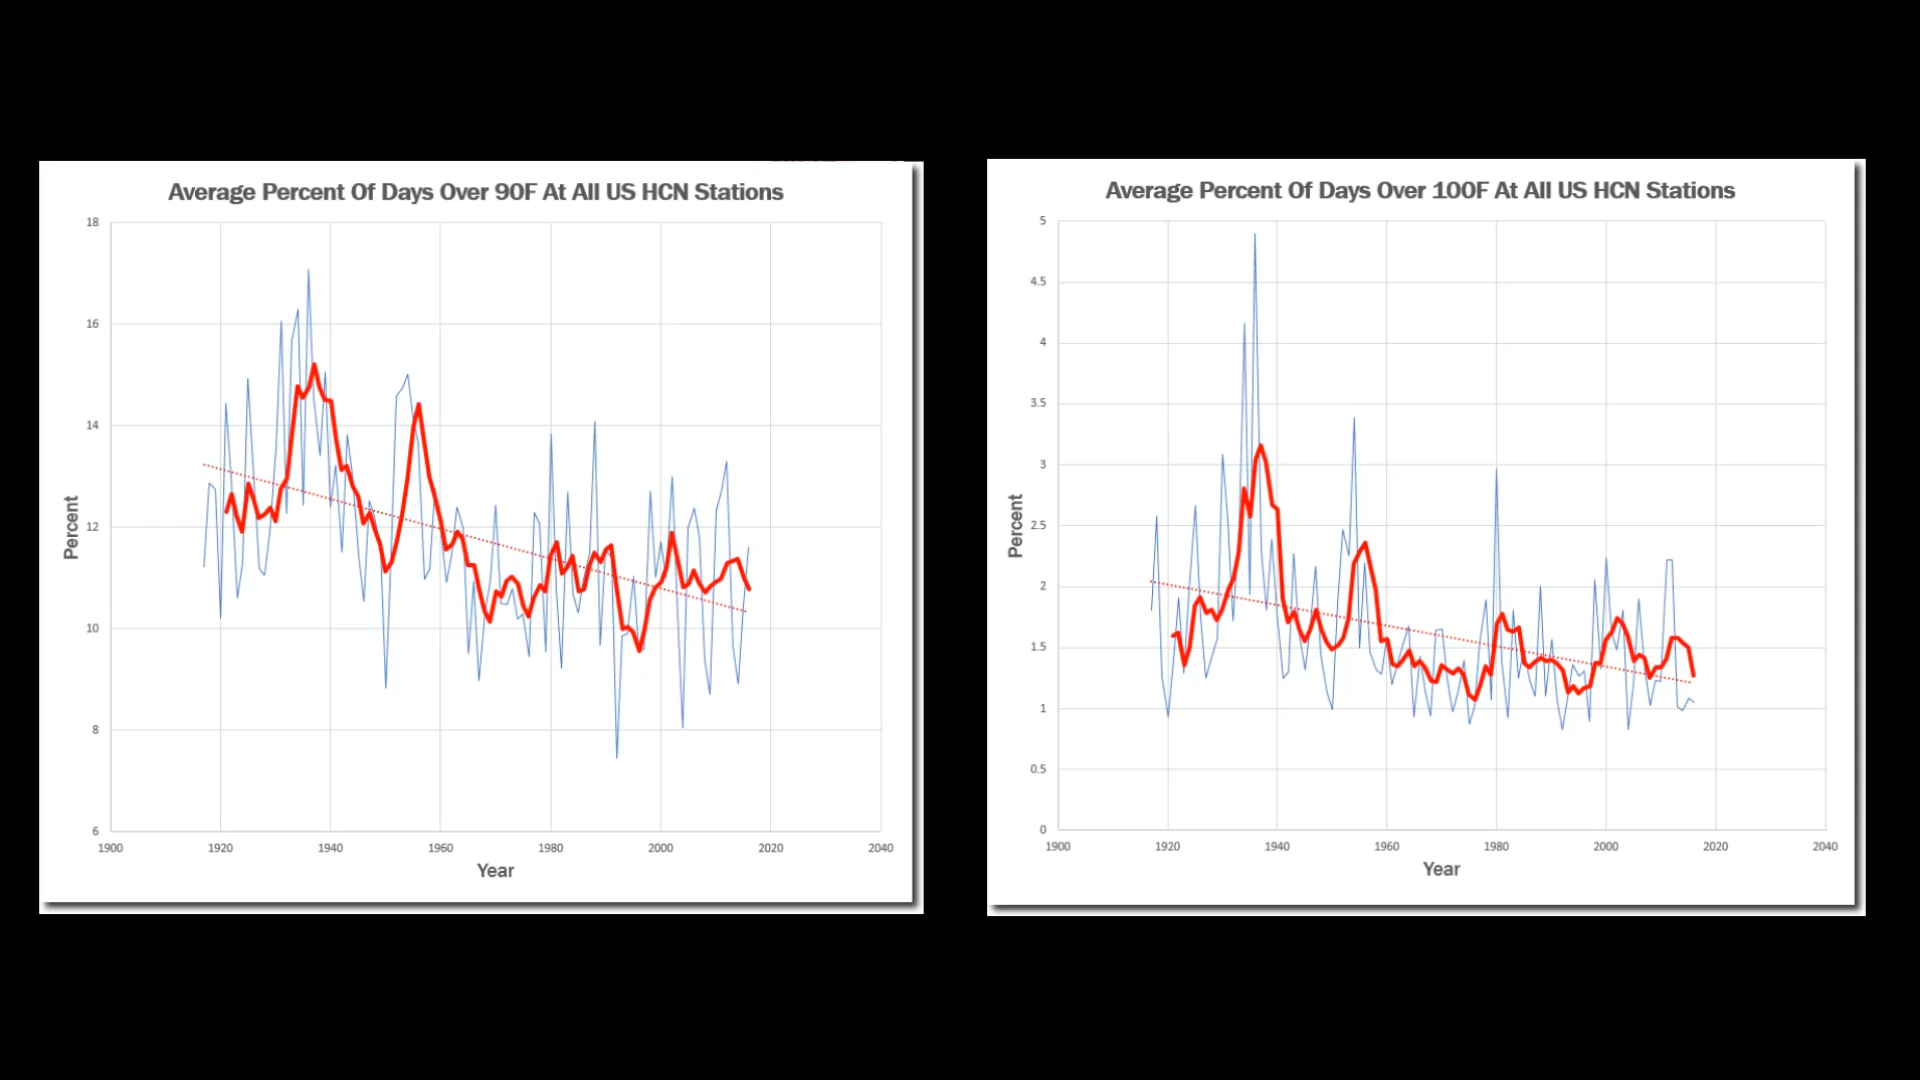 Average Percent Of Days Over 90F At All US HCN Stations
18
16
14
12
10
8
6
Percent
1900 1920 1940 1960 1980 2000 2020 2040
Year
Average Percent Of Days Over 100F At All US HCN Stations
5
4.5
4
3.5
3
2.5
2
1.5
1
0.5
0
Percent
1900 1920 1940 1960 1980 2000 2020 2040
Year